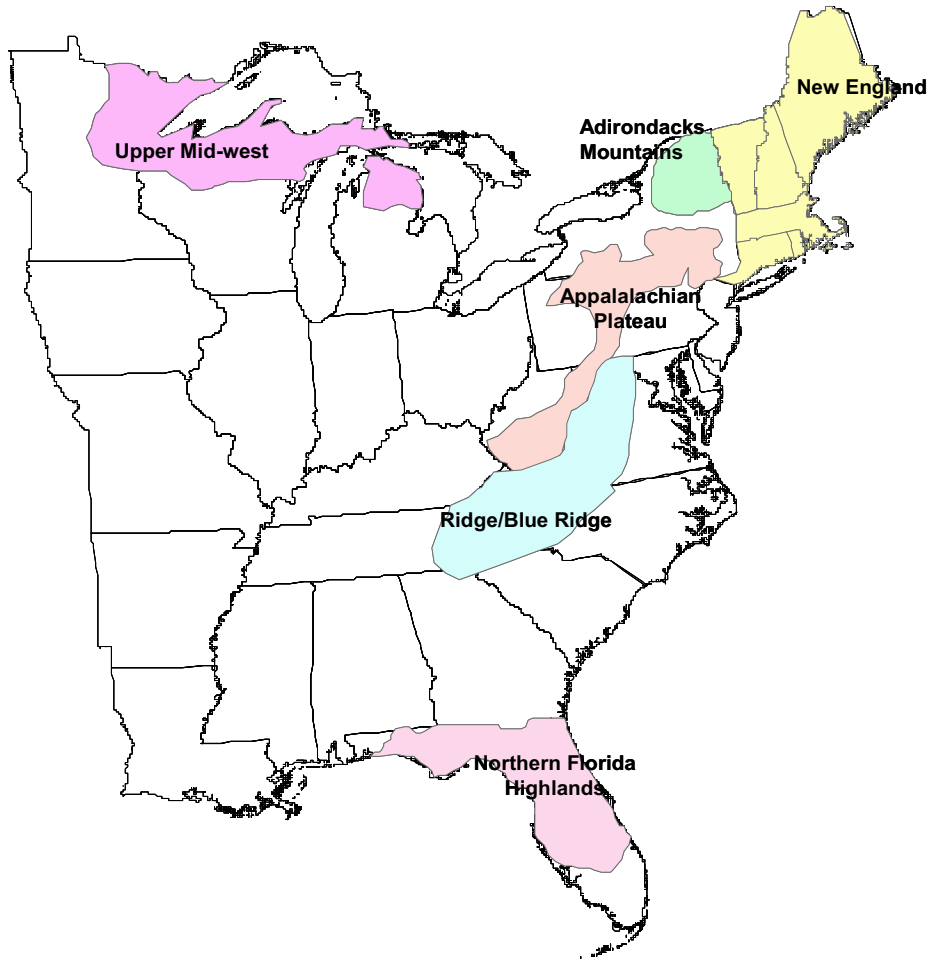 New England
Adirondacks
Mountains
Upper Mid-west
Appalalachian
Plateau
Ridge/Blue Ridge
Northern Florida
Highlands